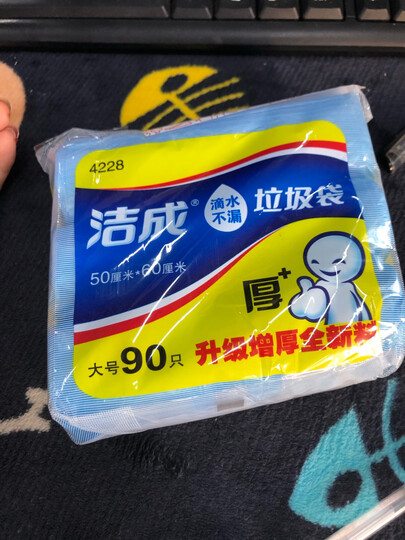 4228
洁成®
滴水
不漏
垃圾袋
50厘米*60厘米
厚+
大号90只
升级增厚全新料